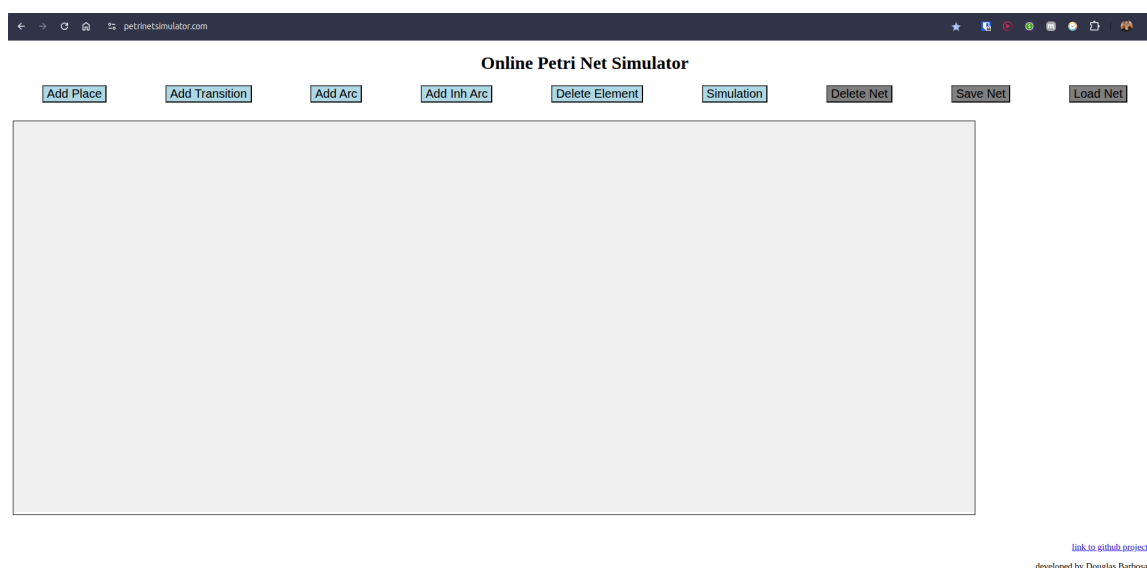 petrinetsimulator.com
Online Petri Net Simulator
Add Place Add Transition Add Arc Add Inh Arc Delete Element Simulation Delete Net Save Net Load Net
link to github project
developed by Douglas Barbosa